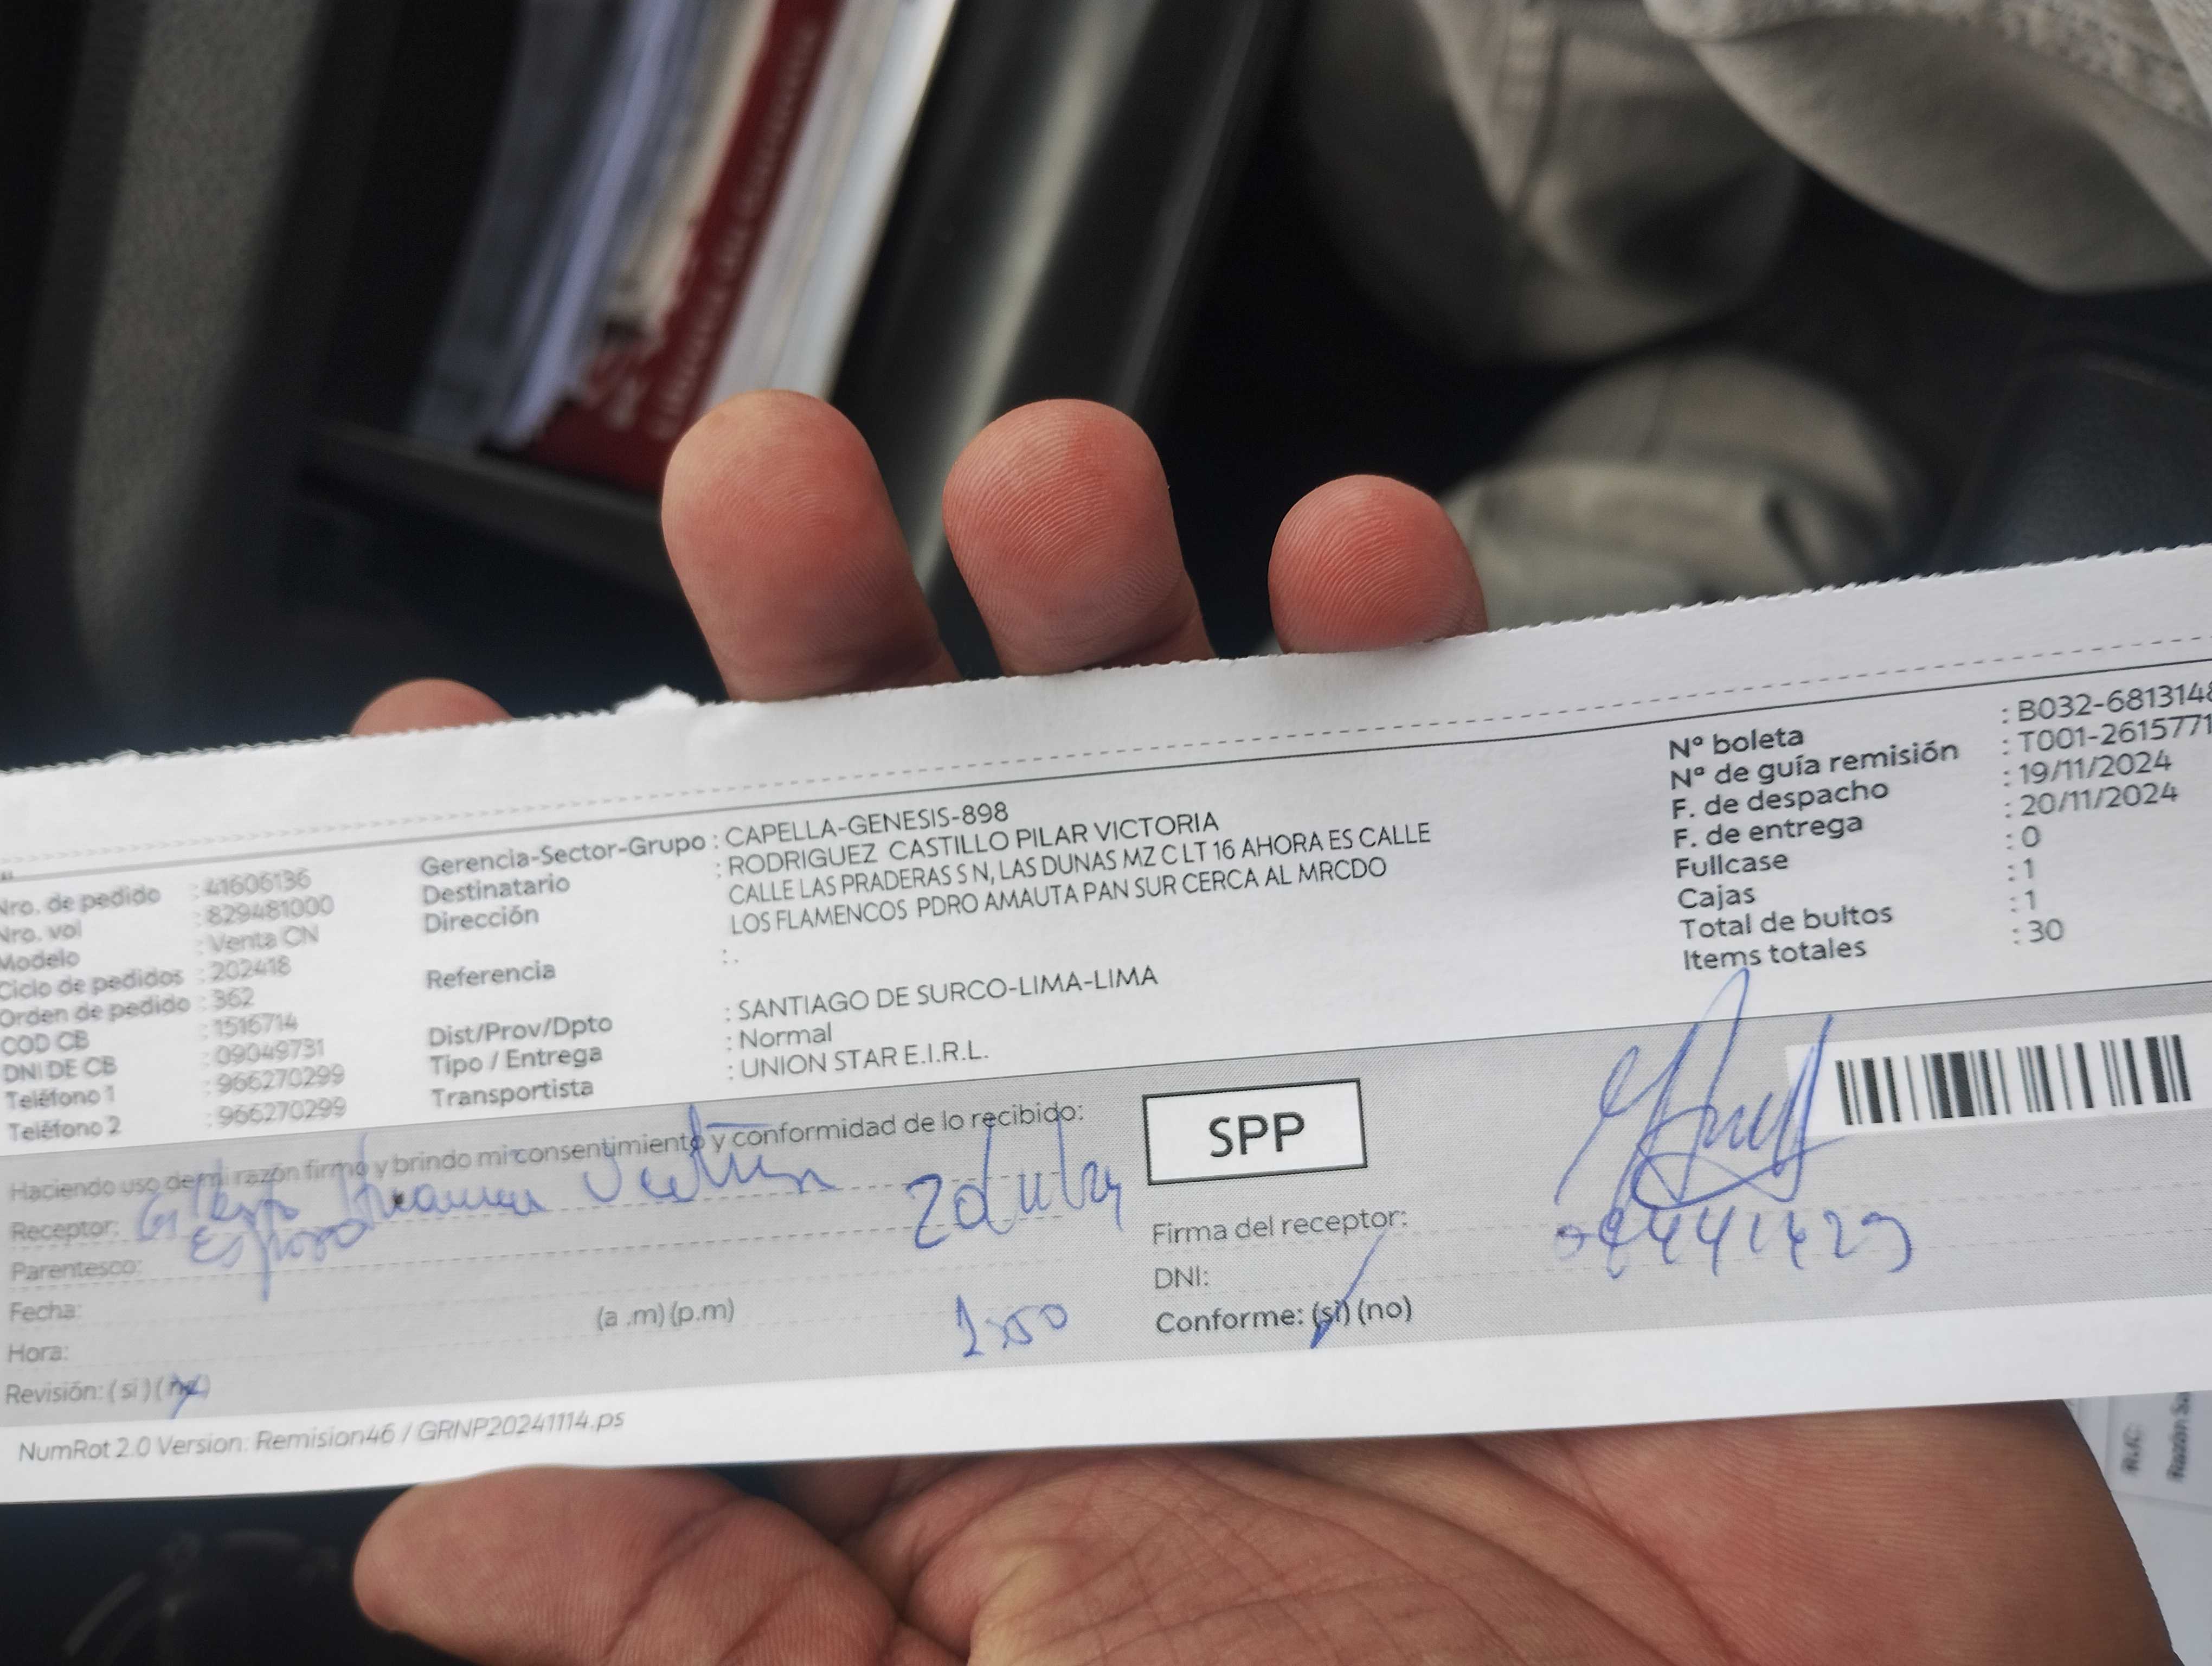 Nro. de pedido : 41606136
Nro. vol : 829481000
Modelo : Venta CN
Ciclo de pedidos : 202418
Orden de pedido : 362
COD CB : 1516714
DNI DE CB : 09049731
Teléfono 1 : 966270299
Teléfono 2 : 966270299
Gerencia-Sector-Grupo : CAPELLA-GENESIS-898
Destinatario : RODRIGUEZ CASTILLO PILAR VICTORIA
Dirección CALLE LAS PRADERAS S N, LAS DUNAS MZ C LT 16 AHORA ES CALLE
LOS FLAMENCOS PDRO AMAUTA PAN SUR CERCA AL MRCDO
Referencia : .
Dist/Prov/Dpto : SANTIAGO DE SURCO-LIMA-LIMA
Tipo / Entrega : Normal
Transportista : UNION STAR E.I.R.L.
Nº boleta : B032-6813148
Nº de guía remisión : T001-2615771
F. de despacho : 19/11/2024
F. de entrega : 20/11/2024
Fullcase : 0
Cajas : 1
Total de bultos : 1
Items totales : 30
Haciendo uso de mi razón firmo y brindo mi consentimiento y conformidad de lo recibido:
Receptor:
Parentesco: Esposo
Fecha:
Hora: (a .m) (p.m)
Revisión: ( si ) ( no )
SPP
Firma del receptor:
DNI:
Conforme: (si) (no)
NumRot 2.0 Version: Remision46 / GRNP20241114.ps